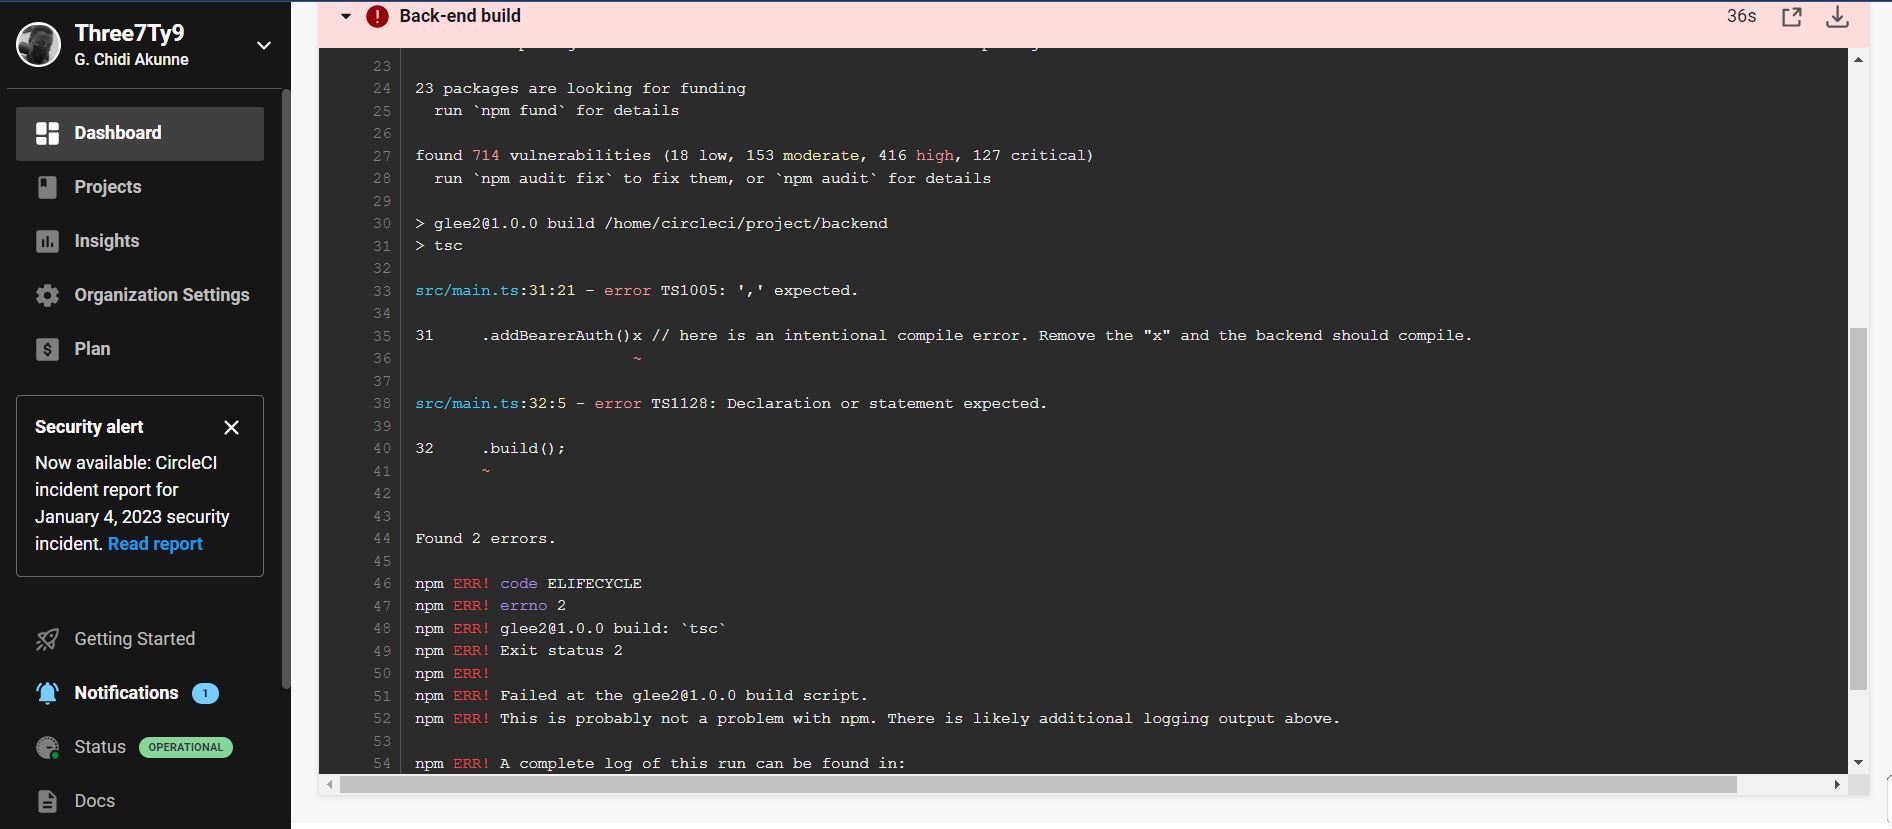 Three7Ty9
G. Chidi Akunne
Dashboard
Projects
Insights
Organization Settings
Plan
Security alert
Now available: CircleCI
incident report for
January 4, 2023 security
incident. Read report
Getting Started
Notifications 1
Status OPERATIONAL
Docs
Back-end build 36s
23
24 23 packages are looking for funding
25 run `npm fund` for details
26
27 found 714 vulnerabilities (18 low, 153 moderate, 416 high, 127 critical)
28 run `npm audit fix` to fix them, or `npm audit` for details
29
30 > glee2@1.0.0 build /home/circleci/project/backend
31 > tsc
32
33 src/main.ts:31:21 - error TS1005: ',' expected.
34
35 31 .addBearerAuth()x // here is an intentional compile error. Remove the "x" and the backend should compile.
36 ~
37
38 src/main.ts:32:5 - error TS1128: Declaration or statement expected.
39
40 32 .build();
41 ~
42
43
44 Found 2 errors.
45
46 npm ERR! code ELIFECYCLE
47 npm ERR! errno 2
48 npm ERR! glee2@1.0.0 build: `tsc`
49 npm ERR! Exit status 2
50 npm ERR!
51 npm ERR! Failed at the glee2@1.0.0 build script.
52 npm ERR! This is probably not a problem with npm. There is likely additional logging output above.
53
54 npm ERR! A complete log of this run can be found in: